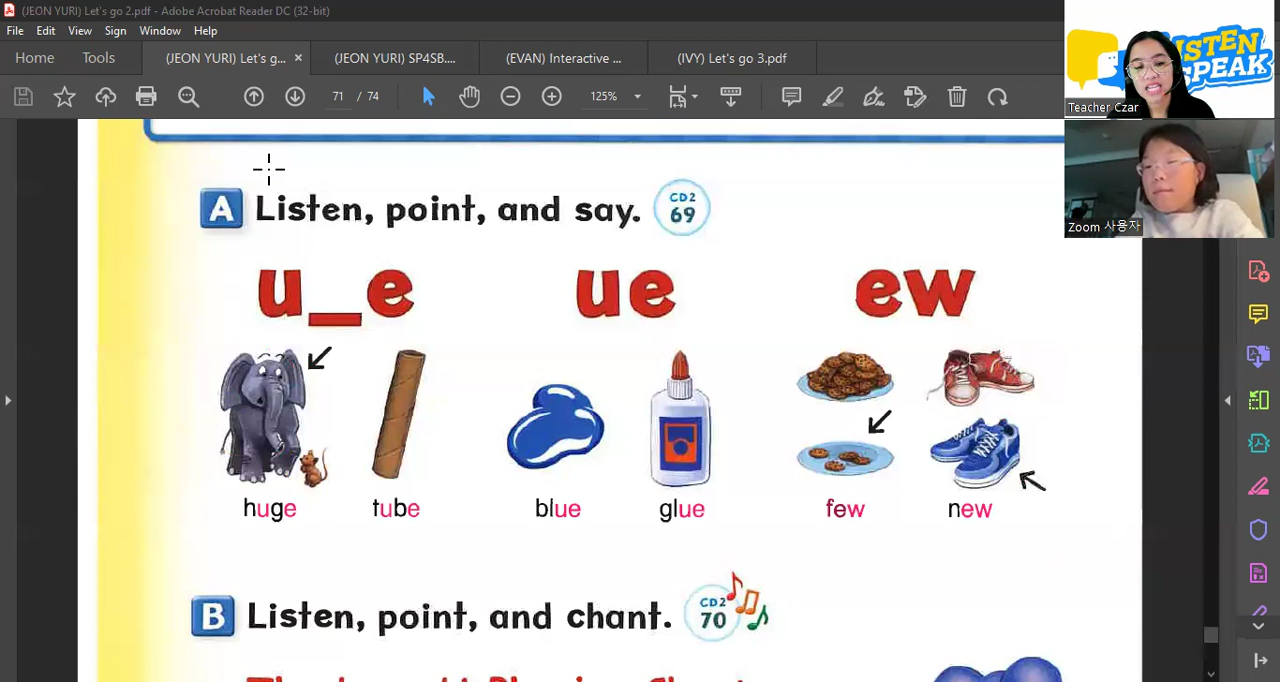 (JEON YURI) Let's go 2.pdf - Adobe Acrobat Reader DC (32-bit)
File Edit View Sign Window Help
Home Tools (JEON YURI) Let's g... × (JEON YURI) SP4SB.... (EVAN) Interactive ... (IVY) Let's go 3.pdf
71 / 74 125%
LISTEN
SPEAK
Teacher Czar
Zoom 사용자
A Listen, point, and say. CD2 69
u_e ue ew
huge tube blue glue few new
B Listen, point, and chant. CD2 70